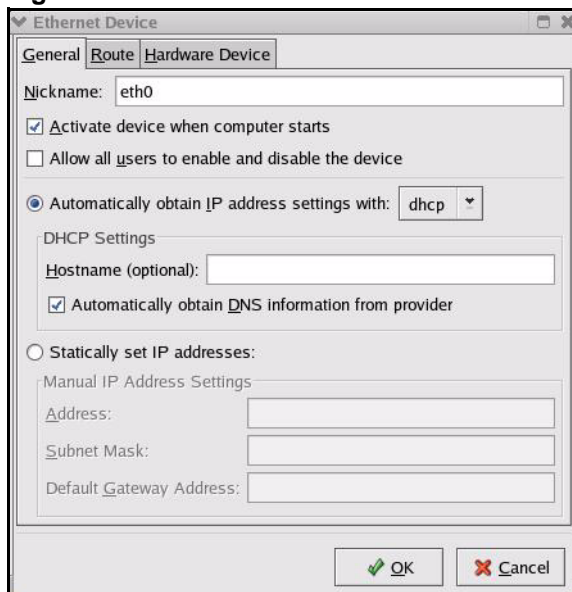 Ethernet Device
General Route Hardware Device
Nickname: eth0
Activate device when computer starts
Allow all users to enable and disable the device
Automatically obtain IP address settings with: dhcp
DHCP Settings
Hostname (optional):
Automatically obtain DNS information from provider
Statically set IP addresses:
Manual IP Address Settings
Address:
Subnet Mask:
Default Gateway Address:
OK Cancel